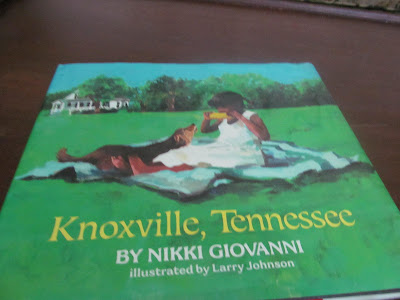 Knoxville, Tennessee
BY NIKKI GIOVANNI
illustrated by Larry Johnson